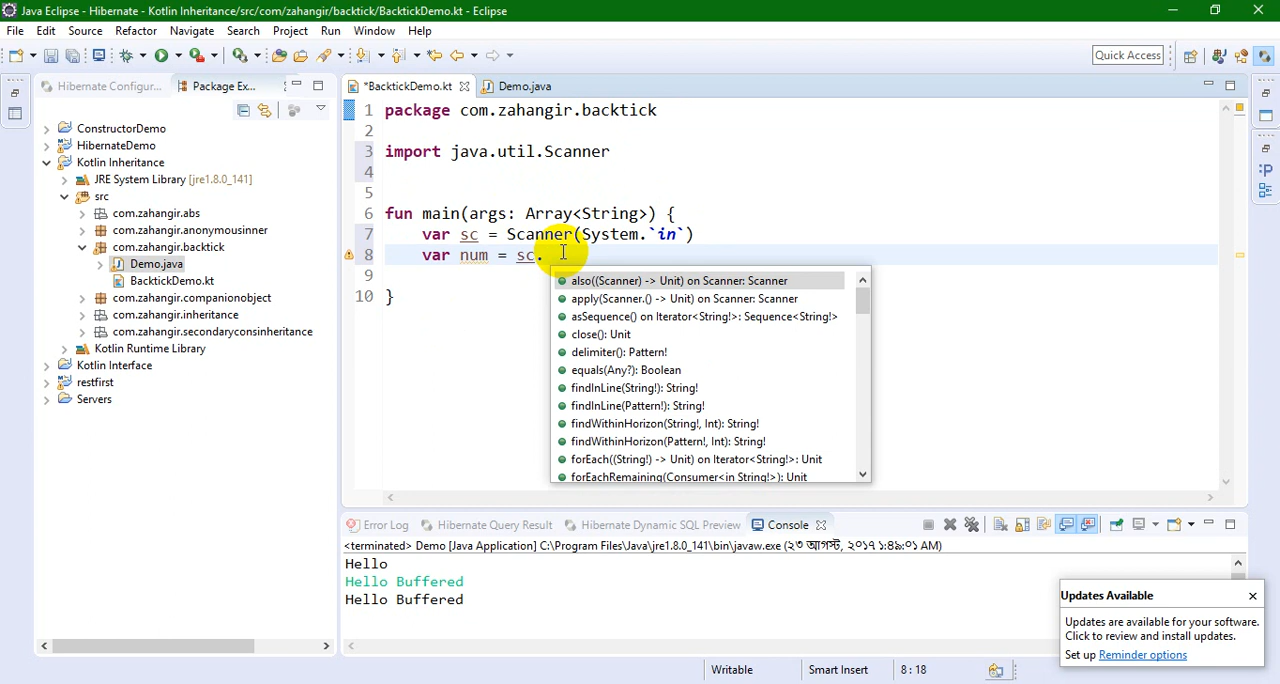 Java Eclipse - Hibernate - Kotlin Inheritance/src/com/zahangir/backtick/BacktickDemo.kt - Eclipse
File Edit Source Refactor Navigate Search Project Run Window Help
Quick Access
Hibernate Configur... Package Ex...
*BacktickDemo.kt Demo.java
ConstructorDemo
HibernateDemo
Kotlin Inheritance
JRE System Library [jre1.8.0_141]
src
com.zahangir.abs
com.zahangir.anonymousinner
com.zahangir.backtick
Demo.java
BacktickDemo.kt
com.zahangir.companionobject
com.zahangir.inheritance
com.zahangir.secondaryconsinheritance
Kotlin Runtime Library
Kotlin Interface
restfirst
Servers
1 package com.zahangir.backtick
2
3 import java.util.Scanner
4
5
6 fun main(args: Array<String>) {
7 var sc = Scanner(System.`in`)
8 var num = sc.
9
10 }
also((Scanner) -> Unit) on Scanner: Scanner
apply(Scanner.() -> Unit) on Scanner: Scanner
asSequence() on Iterator<String!>: Sequence<String!>
close(): Unit
delimiter(): Pattern!
equals(Any?): Boolean
findInLine(String!): String!
findInLine(Pattern!): String!
findWithinHorizon(String!, Int): String!
findWithinHorizon(Pattern!, Int): String!
forEach((String!) -> Unit) on Iterator<String!>: Unit
forEachRemaining(Consumer<in String!>): Unit
Error Log Hibernate Query Result Hibernate Dynamic SQL Preview Console
<terminated> Demo [Java Application] C:\Program Files\Java\jre1.8.0_141\bin\javaw.exe (২৩ আগস্ট, ২০১৭ ১:৪৯:০১ AM)
Hello
Hello Buffered
Hello Buffered
Updates Available
Updates are available for your software.
Click to review and install updates.
Set up Reminder options
Writable Smart Insert 8 : 18